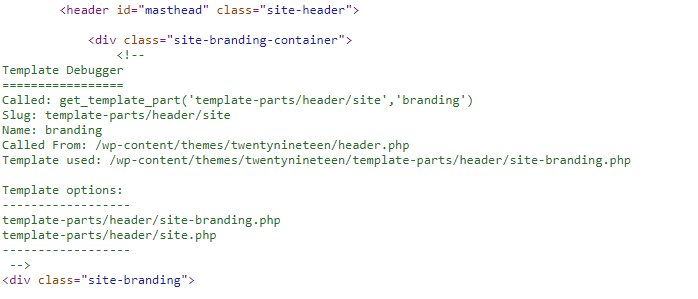 <header id="masthead" class="site-header">
<div class="site-branding-container">
<!--
Template Debugger
=================
Called: get_template_part('template-parts/header/site','branding')
Slug: template-parts/header/site
Name: branding
Called From: /wp-content/themes/twentynineteen/header.php
Template used: /wp-content/themes/twentynineteen/template-parts/header/site-branding.php
Template options:
------------------
template-parts/header/site-branding.php
template-parts/header/site.php
------------------
-->
<div class="site-branding">